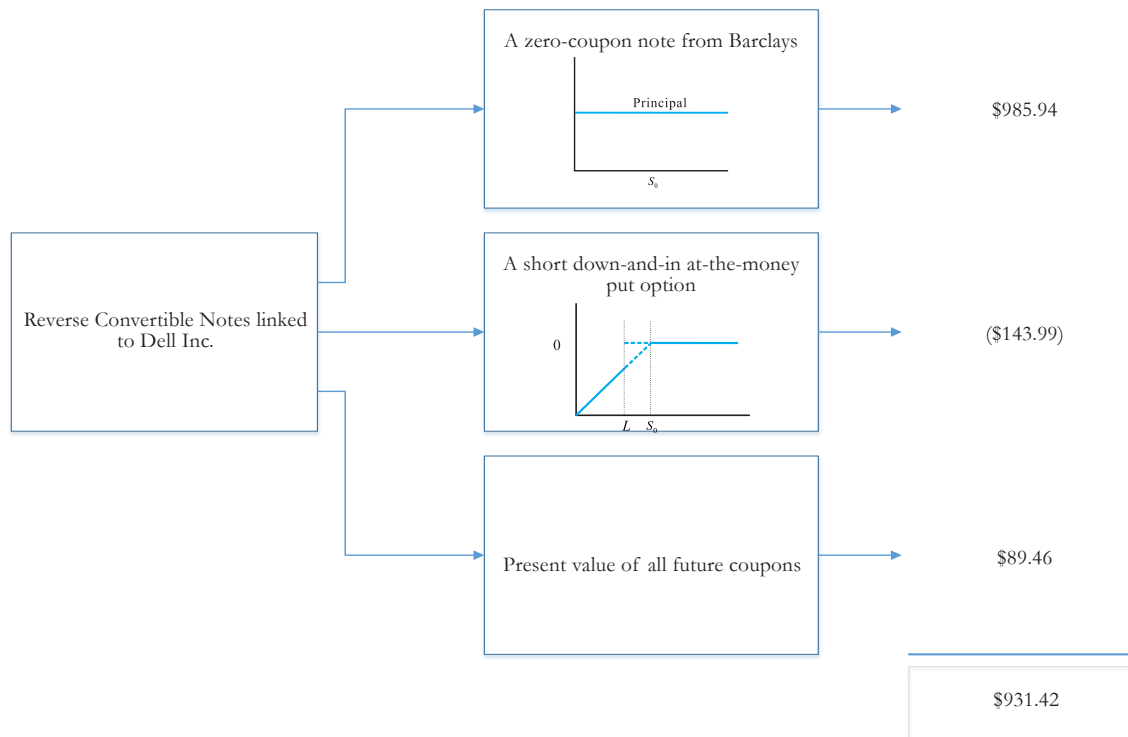 A zero-coupon note from Barclays
Principal
S₀
$985.94
Reverse Convertible Notes linked
to Dell Inc.
A short down-and-in at-the-money
put option
0
L S₀
($143.99)
Present value of all future coupons
$89.46
$931.42